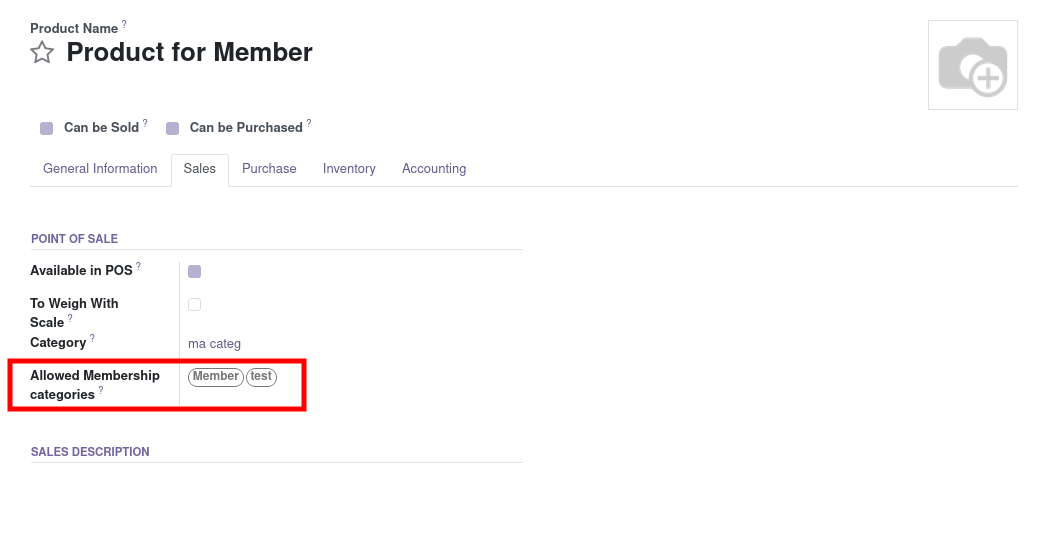 Product Name ?
Product for Member
Can be Sold ? Can be Purchased ?
General Information Sales Purchase Inventory Accounting
POINT OF SALE
Available in POS ?
To Weigh With
Scale ?
Category ? ma categ
Allowed Membership Member test
categories ?
SALES DESCRIPTION